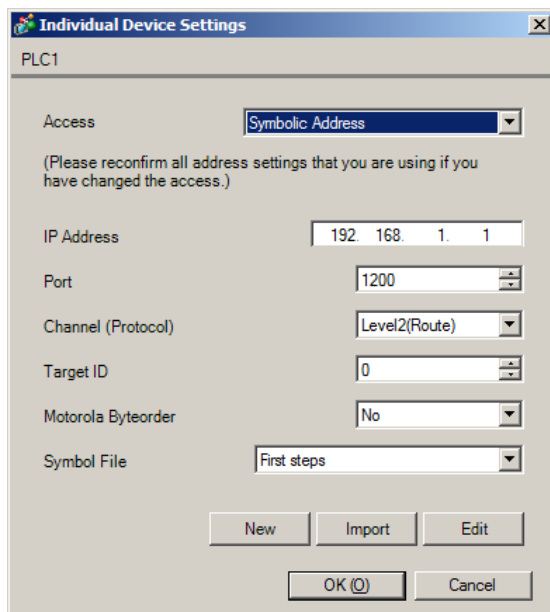 Individual Device Settings
PLC1
Access Symbolic Address
(Please reconfirm all address settings that you are using if you
have changed the access.)
IP Address 192. 168. 1. 1
Port 1200
Channel (Protocol) Level2(Route)
Target ID 0
Motorola Byteorder No
Symbol File First steps
New Import Edit
OK (O) Cancel